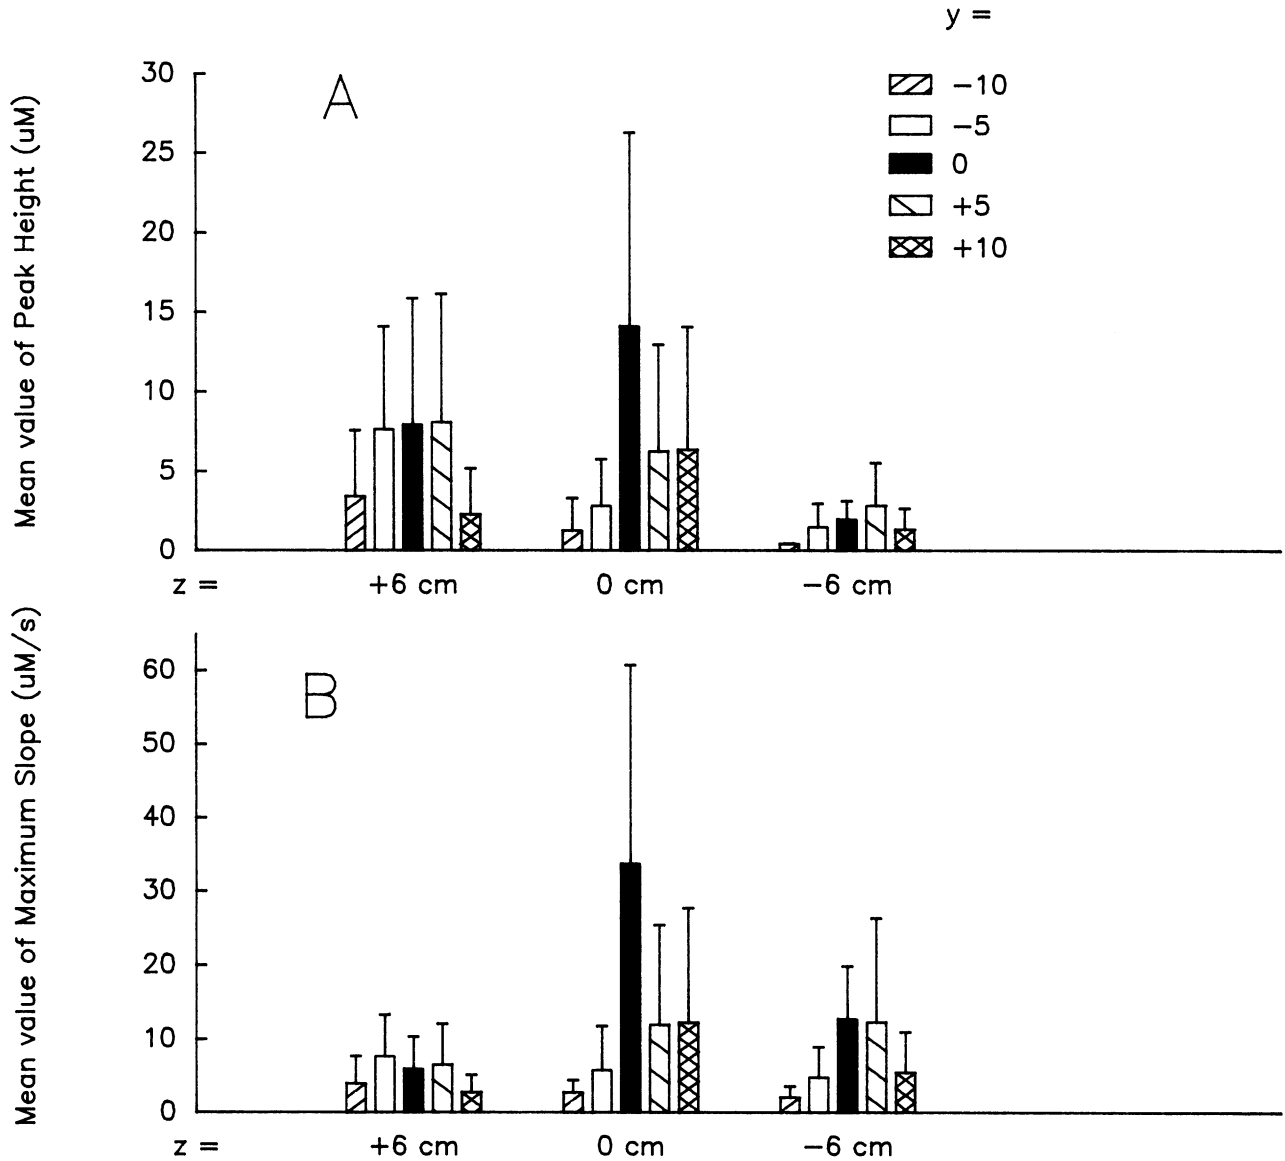 y =
−10
−5
0
+5
+10
A
Mean value of Peak Height (uM)
30
25
20
15
10
5
0
z = +6 cm 0 cm −6 cm
B
Mean value of Maximum Slope (uM/s)
60
50
40
30
20
10
0
z = +6 cm 0 cm −6 cm